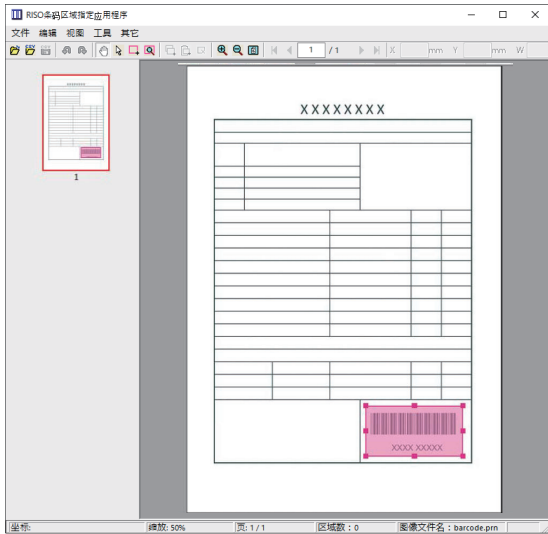 RISO条码区域指定应用程序
文件 编辑 视图 工具 其它
1 / 1 X mm Y mm W
1
XXXXXXXX
XXXX XXXXX
坐标: 缩放: 50% 页: 1 / 1 区域数：0 图像文件名：barcode.prn